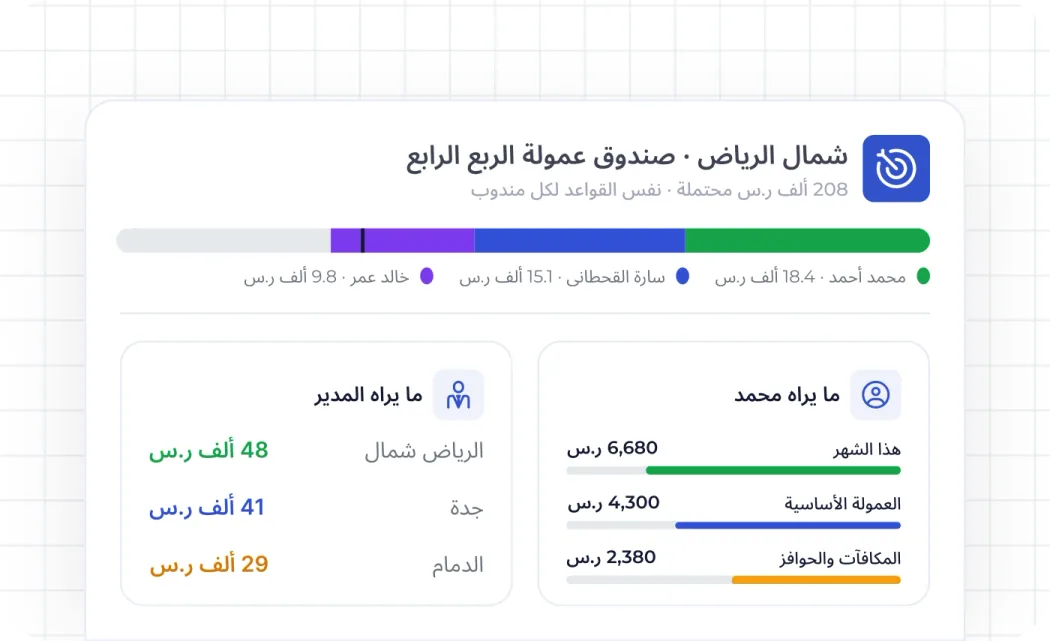 شمال الرياض · صندوق عمولة الربع الرابع
208 ألف ر.س محتملة · نفس القواعد لكل مندوب
محمد أحمد · 18.4 ألف ر.س
سارة القحطاني · 15.1 ألف ر.س
خالد عمر · 9.8 ألف ر.س
ما يراه محمد
هذا الشهر 6,680 ر.س
العمولة الأساسية 4,300 ر.س
المكافآت والحوافز 2,380 ر.س
ما يراه المدير
الرياض شمال 48 ألف ر.س
جدة 41 ألف ر.س
الدمام 29 ألف ر.س